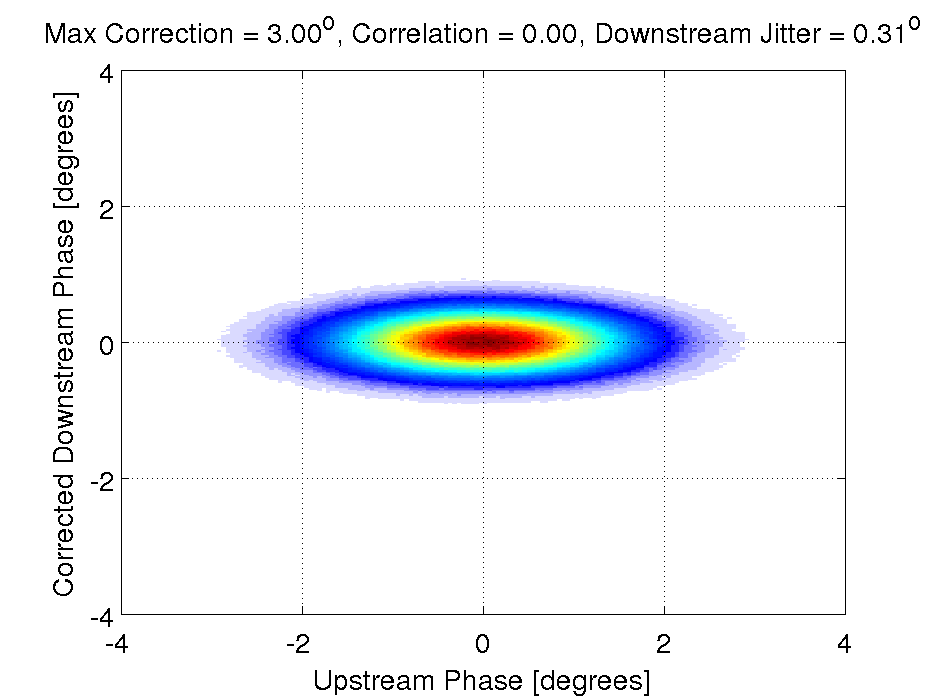 Max Correction = 3.00°, Correlation = 0.00, Downstream Jitter = 0.31°
Corrected Downstream Phase [degrees]
4
2
0
-2
-4
-4 -2 0 2 4
Upstream Phase [degrees]